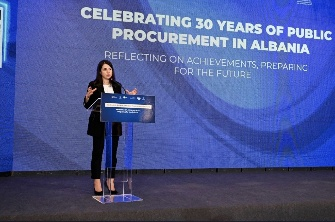 CELEBRATING 30 YEARS OF PUBLIC
PROCUREMENT IN ALBANIA
REFLECTING ON ACHIEVEMENTS, PREPARING
FOR THE FUTURE